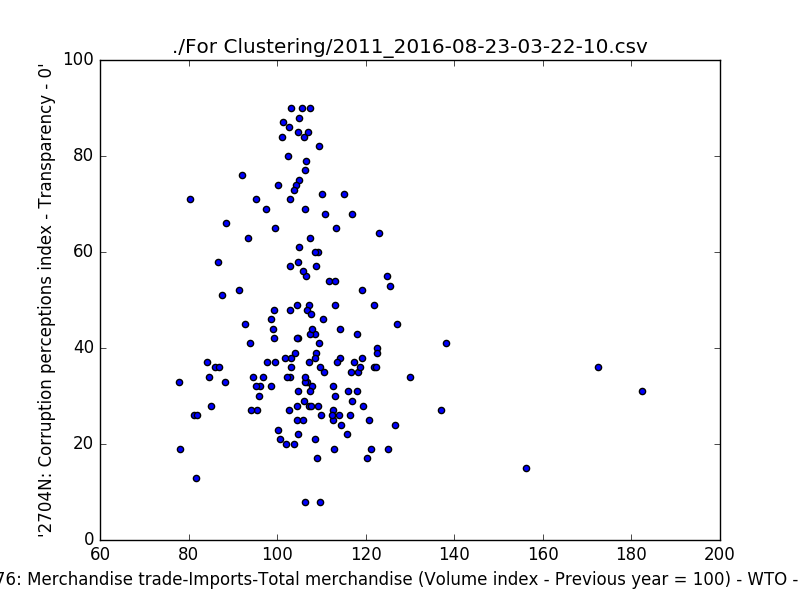 ./For Clustering/2011_2016-08-23-03-22-10.csv
100
80
60
40
20
0
'2704N: Corruption perceptions index - Transparency - 0'
60 80 100 120 140 160 180 200
76: Merchandise trade-Imports-Total merchandise (Volume index - Previous year = 100) - WTO -